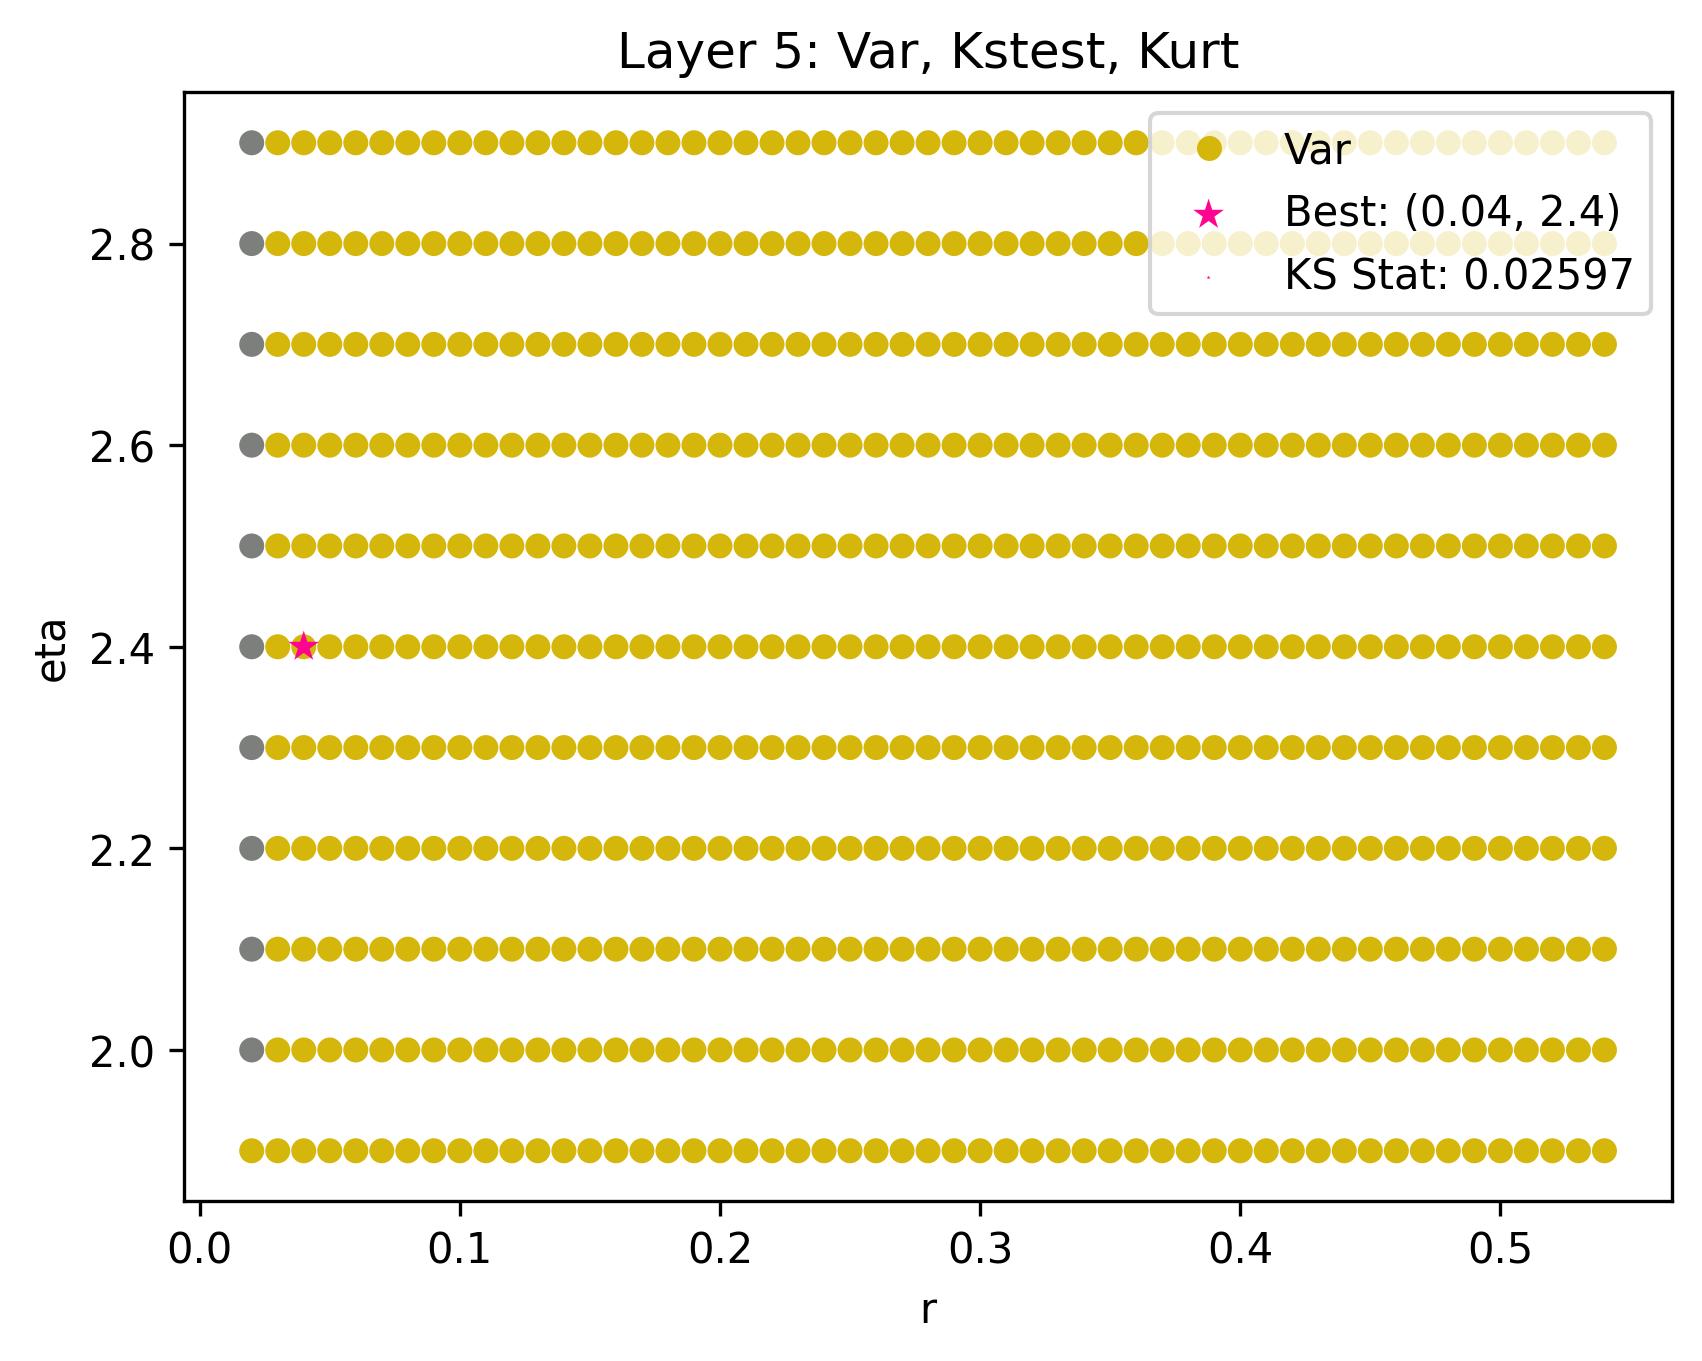 Layer 5: Var, Kstest, Kurt
Var
Best: (0.04, 2.4)
KS Stat: 0.02597
eta
2.8
2.6
2.4
2.2
2.0
0.0 0.1 0.2 0.3 0.4 0.5
r